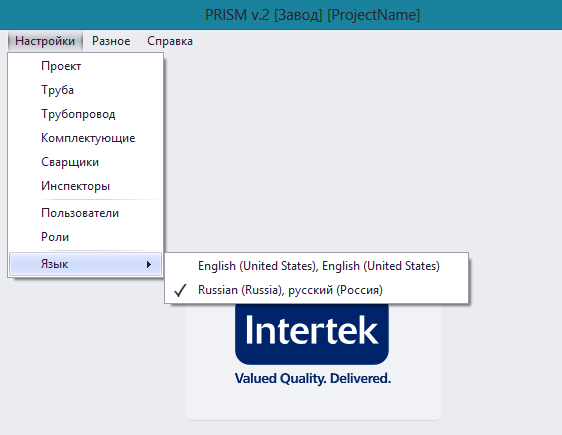 PRISM v.2 [Завод] [ProjectName]
Настройки Разное Справка
Проект
Труба
Трубопровод
Комплектующие
Сварщики
Инспекторы
Пользователи
Роли
Язык
English (United States), English (United States)
Russian (Russia), русский (Россия)
Intertek
Valued Quality. Delivered.